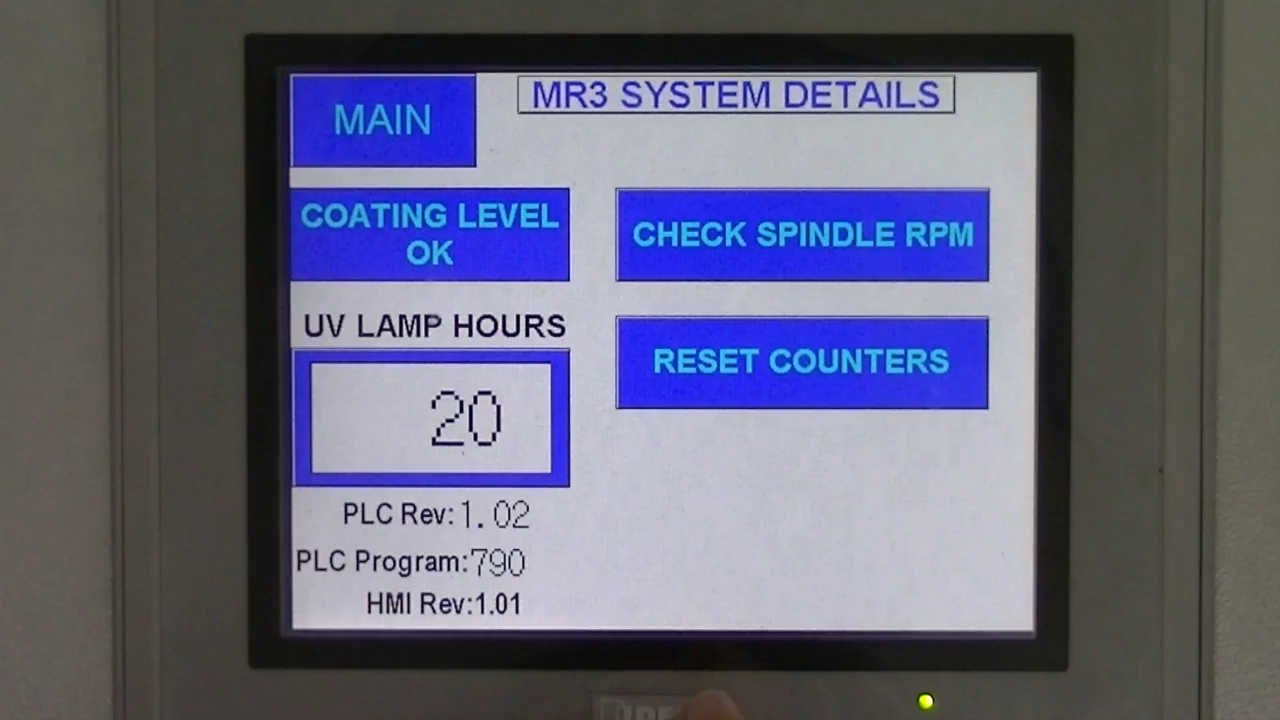 MAIN
MR3 SYSTEM DETAILS
COATING LEVEL
OK
CHECK SPINDLE RPM
UV LAMP HOURS
20
RESET COUNTERS
PLC Rev:1.02
PLC Program:790
HMI Rev:1.01